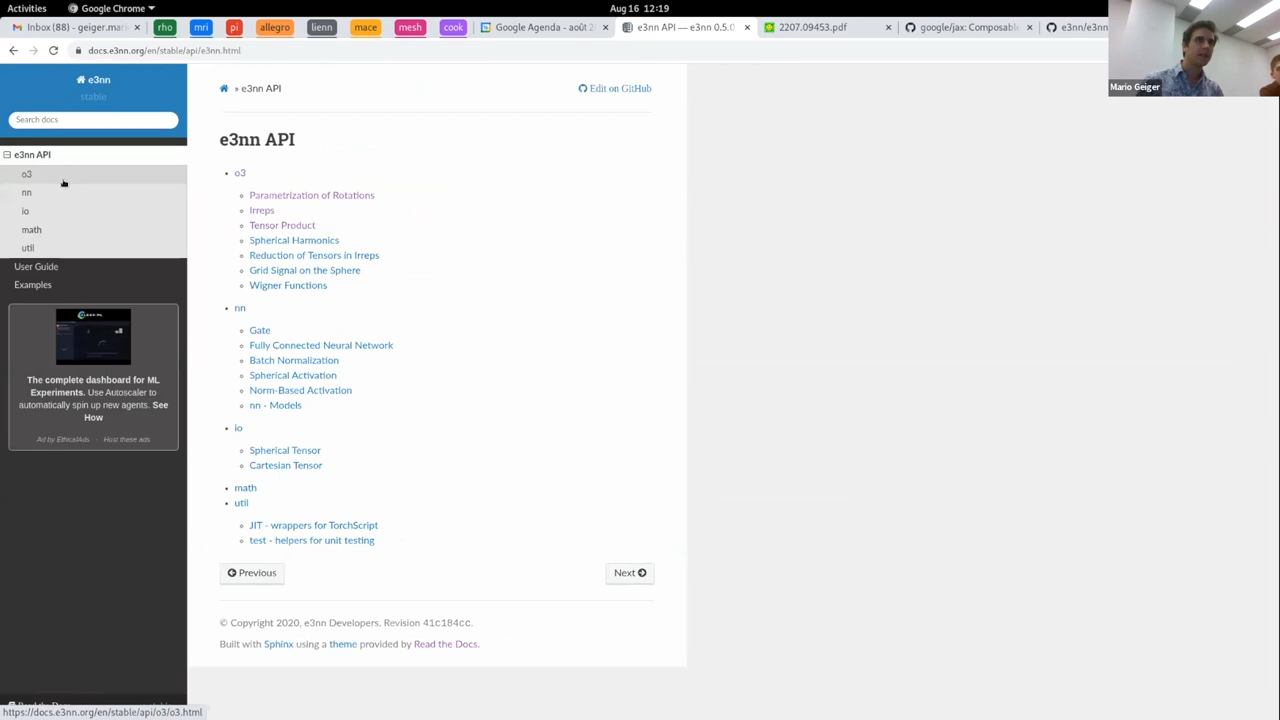 Activities
Google Chrome
Aug 16 12:19
Inbox (88) - geiger.mari
rho
mri
pi
allegro
lienn
mace
mesh
cook
Google Agenda - août 2
e3nn API — e3nn 0.5.0
2207.09453.pdf
google/jax: Composable
e3nn/e3nn
docs.e3nn.org/en/stable/api/e3nn.html
Mario Geiger
e3nn
stable
Search docs
e3nn API
o3
nn
io
math
util
User Guide
Examples
The complete dashboard for ML
Experiments. Use Autoscaler to
automatically spin up new agents. See
How
Ad by EthicalAds · Host these ads
https://docs.e3nn.org/en/stable/api/o3/o3.html
» e3nn API
Edit on GitHub
e3nn API
o3
Parametrization of Rotations
Irreps
Tensor Product
Spherical Harmonics
Reduction of Tensors in Irreps
Grid Signal on the Sphere
Wigner Functions
nn
Gate
Fully Connected Neural Network
Batch Normalization
Spherical Activation
Norm-Based Activation
nn - Models
io
Spherical Tensor
Cartesian Tensor
math
util
JIT - wrappers for TorchScript
test - helpers for unit testing
Previous
Next
© Copyright 2020, e3nn Developers. Revision 41c184cc.
Built with Sphinx using a theme provided by Read the Docs.